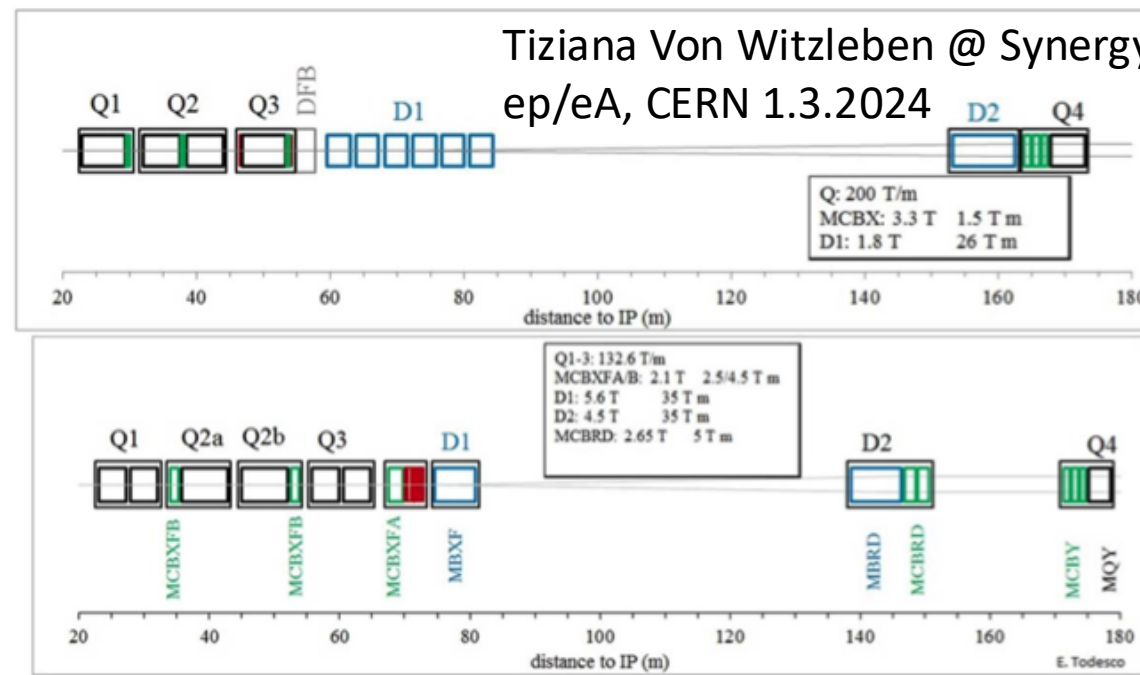 Tiziana Von Witzleben @ Synergy
ep/eA, CERN 1.3.2024
Q1 Q2 Q3 DFB D1 D2 Q4
Q: 200 T/m
MCBX: 3.3 T 1.5 T m
D1: 1.8 T 26 T m
20 40 60 80 100 120 140 160 180
distance to IP (m)
Q1-3: 132.6 T/m
MCBXFA/B: 2.1 T 2.5/4.5 T m
D1: 5.6 T 35 T m
D2: 4.5 T 35 T m
MCBRD: 2.65 T 5 T m
Q1 Q2a Q2b Q3 D1 D2 Q4
MCBXFB MCBXFB MCBXFA MBXF MBRD MCBRD MCBY MQY
20 40 60 80 100 120 140 160 180
distance to IP (m)
E. Todesco